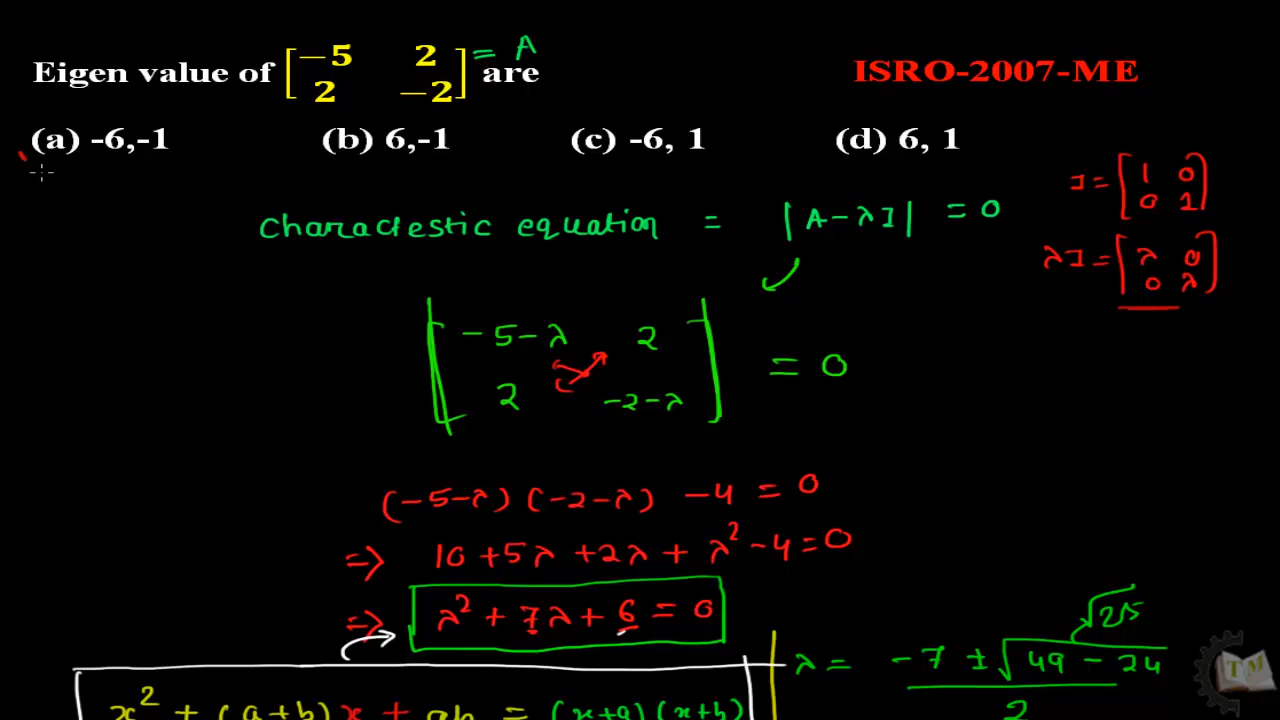 Eigen value of [−5 2 = A are ISRO-2007-ME
2 −2]
(a) -6,-1 (b) 6,-1 (c) -6, 1 (d) 6, 1
I = [1 0
0 1]
Charactestic equation = |A-λI| = 0
λI = [λ 0
0 λ]
|-5-λ 2
2 -2-λ| = 0
(-5-λ) (-2-λ) -4 = 0
=> 10 +5λ +2λ + λ² -4=0
=> λ² + 7λ + 6 = 0
√25
λ = -7 ± √49 - 24
2
x² + (a+b)x + ab = (x+a) (x+b)
TM